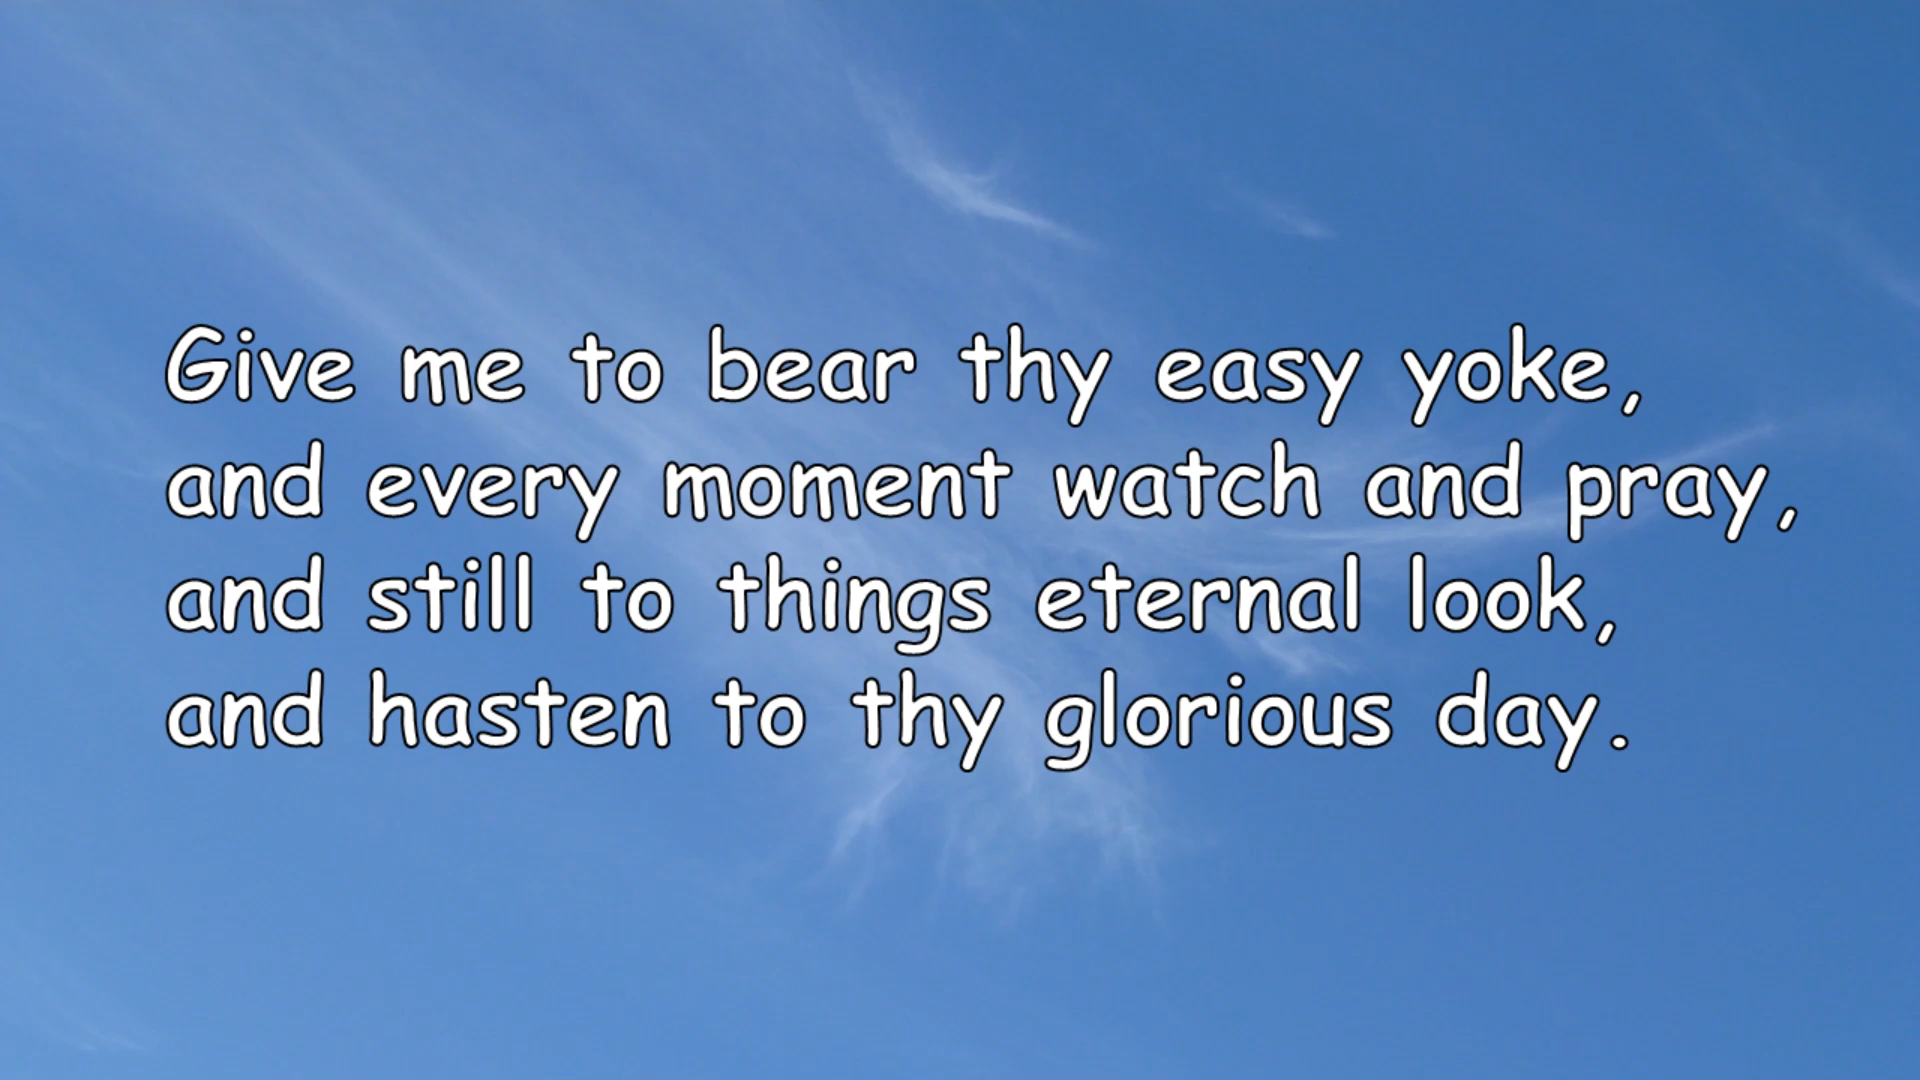 Give me to bear thy easy yoke,
and every moment watch and pray,
and still to things eternal look,
and hasten to thy glorious day.